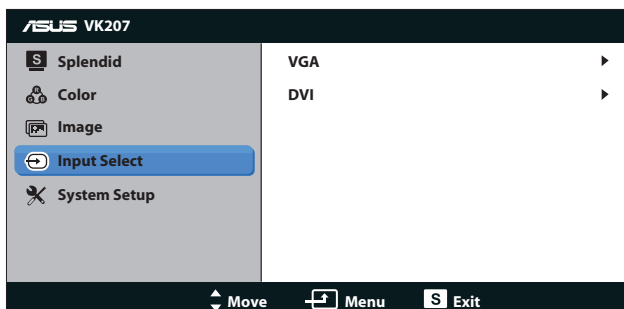 ASUS VK207
S Splendid
Color
Image
Input Select
System Setup
VGA
DVI
Move Menu S Exit